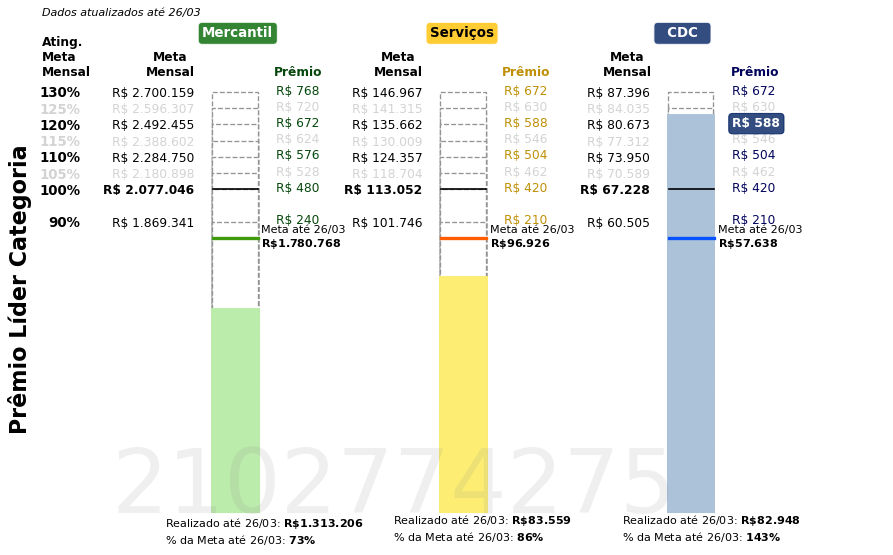 Dados atualizados até 26/03
Mercantil Serviços CDC
Ating. Meta Mensal Meta Mensal Prêmio Meta Mensal Prêmio Meta Mensal Prêmio
130% R$ 2.700.159 R$ 768 R$ 146.967 R$ 672 R$ 87.396 R$ 672
125% R$ 2.596.307 R$ 720 R$ 141.315 R$ 630 R$ 84.035 R$ 630
120% R$ 2.492.455 R$ 672 R$ 135.662 R$ 588 R$ 80.673 R$ 588
115% R$ 2.388.602 R$ 624 R$ 130.009 R$ 546 R$ 77.312 R$ 546
110% R$ 2.284.750 R$ 576 R$ 124.357 R$ 504 R$ 73.950 R$ 504
105% R$ 2.180.898 R$ 528 R$ 118.704 R$ 462 R$ 70.589 R$ 462
100% R$ 2.077.046 R$ 480 R$ 113.052 R$ 420 R$ 67.228 R$ 420
90% R$ 1.869.341 R$ 240 R$ 101.746 R$ 210 R$ 60.505 R$ 210
Meta até 26/03 Meta até 26/03 Meta até 26/03
R$1.780.768 R$96.926 R$57.638
Prêmio Líder Categoria
2102774275
Realizado até 26/03: R$1.313.206 Realizado até 26/03: R$83.559 Realizado até 26/03: R$82.948
% da Meta até 26/03: 73% % da Meta até 26/03: 86% % da Meta até 26/03: 143%